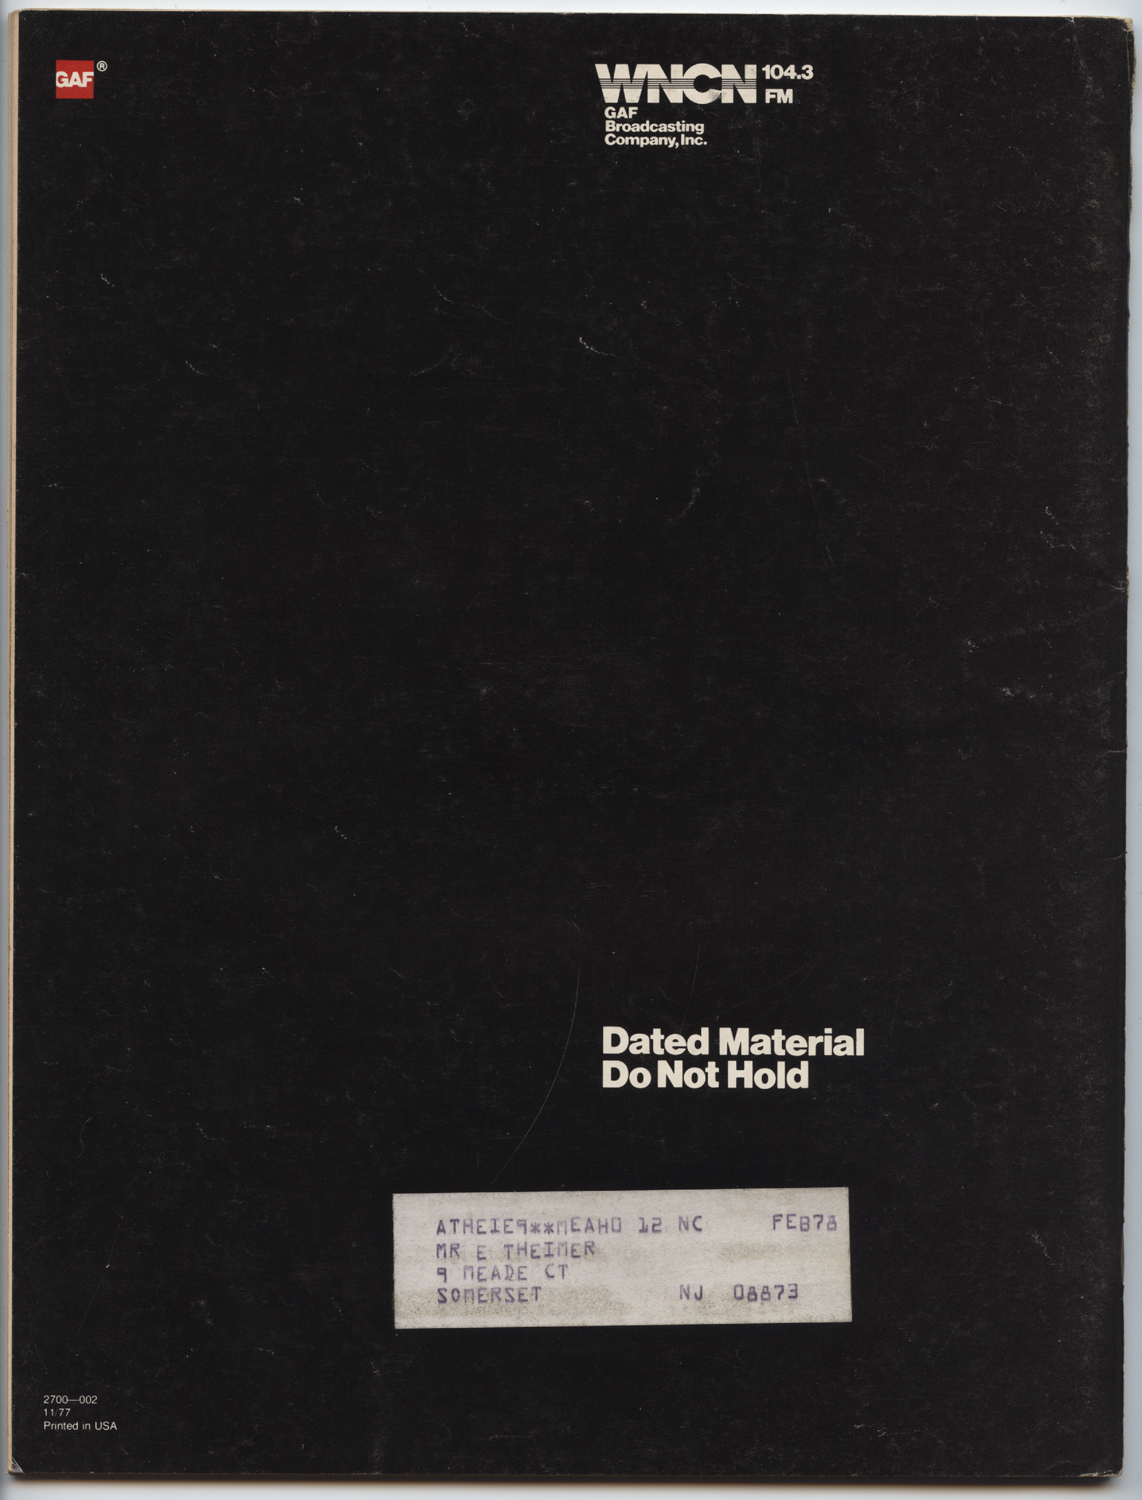 GAF®
WNCN 104.3 FM
GAF
Broadcasting
Company, Inc.
Dated Material
Do Not Hold
ATHEIE9**MEAHO 12 NC FEB78
MR E THEIMER
9 MEADE CT
SOMERSET NJ 08873
2700—002
11/77
Printed in USA